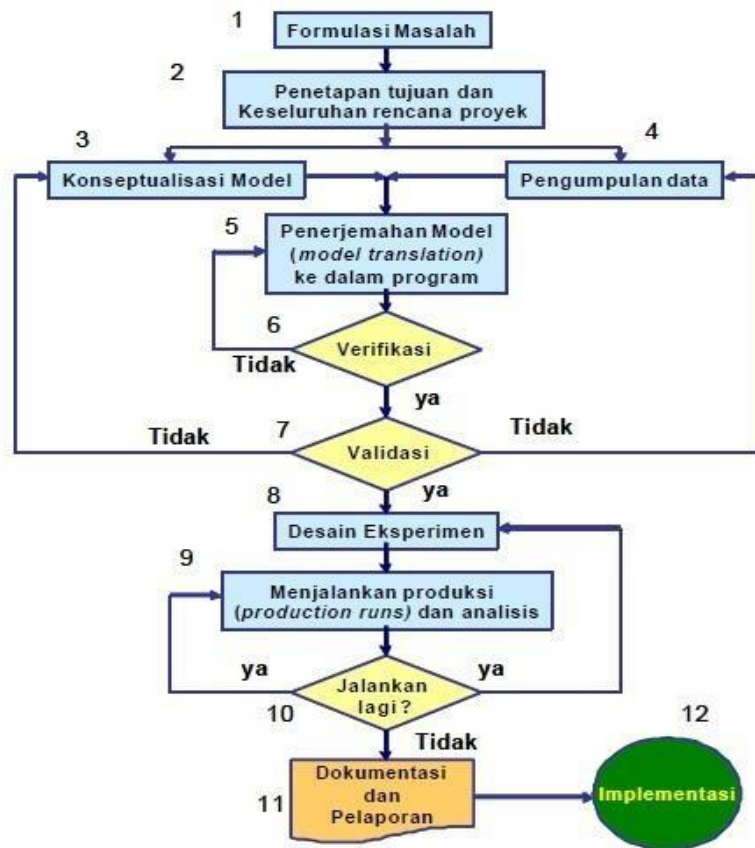 1
Formulasi Masalah
2
Penetapan tujuan dan
Keseluruhan rencana proyek
3
4
Konseptualisasi Model
Pengumpulan data
5
Penerjemahan Model
(model translation)
ke dalam program
6
Verifikasi
Tidak
ya
7
Tidak
Tidak
Validasi
ya
8
Desain Eksperimen
9
Menjalankan produksi
(production runs) dan analisis
ya
ya
Jalankan
lagi?
10
Tidak
12
11
Dokumentasi
dan
Pelaporan
Implementasi